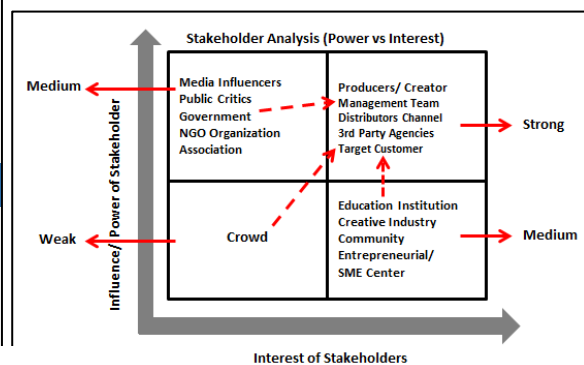 Stakeholder Analysis (Power vs Interest)
Medium
Media Influencers
Public Critics
Government
NGO Organization
Association
Producers/ Creator
Management Team
Distributors Channel
3rd Party Agencies
Target Customer
Strong
Weak
Crowd
Education Institution
Creative Industry
Community
Entrepreneurial/
SME Center
Medium
Influence/ Power of Stakeholder
Interest of Stakeholders